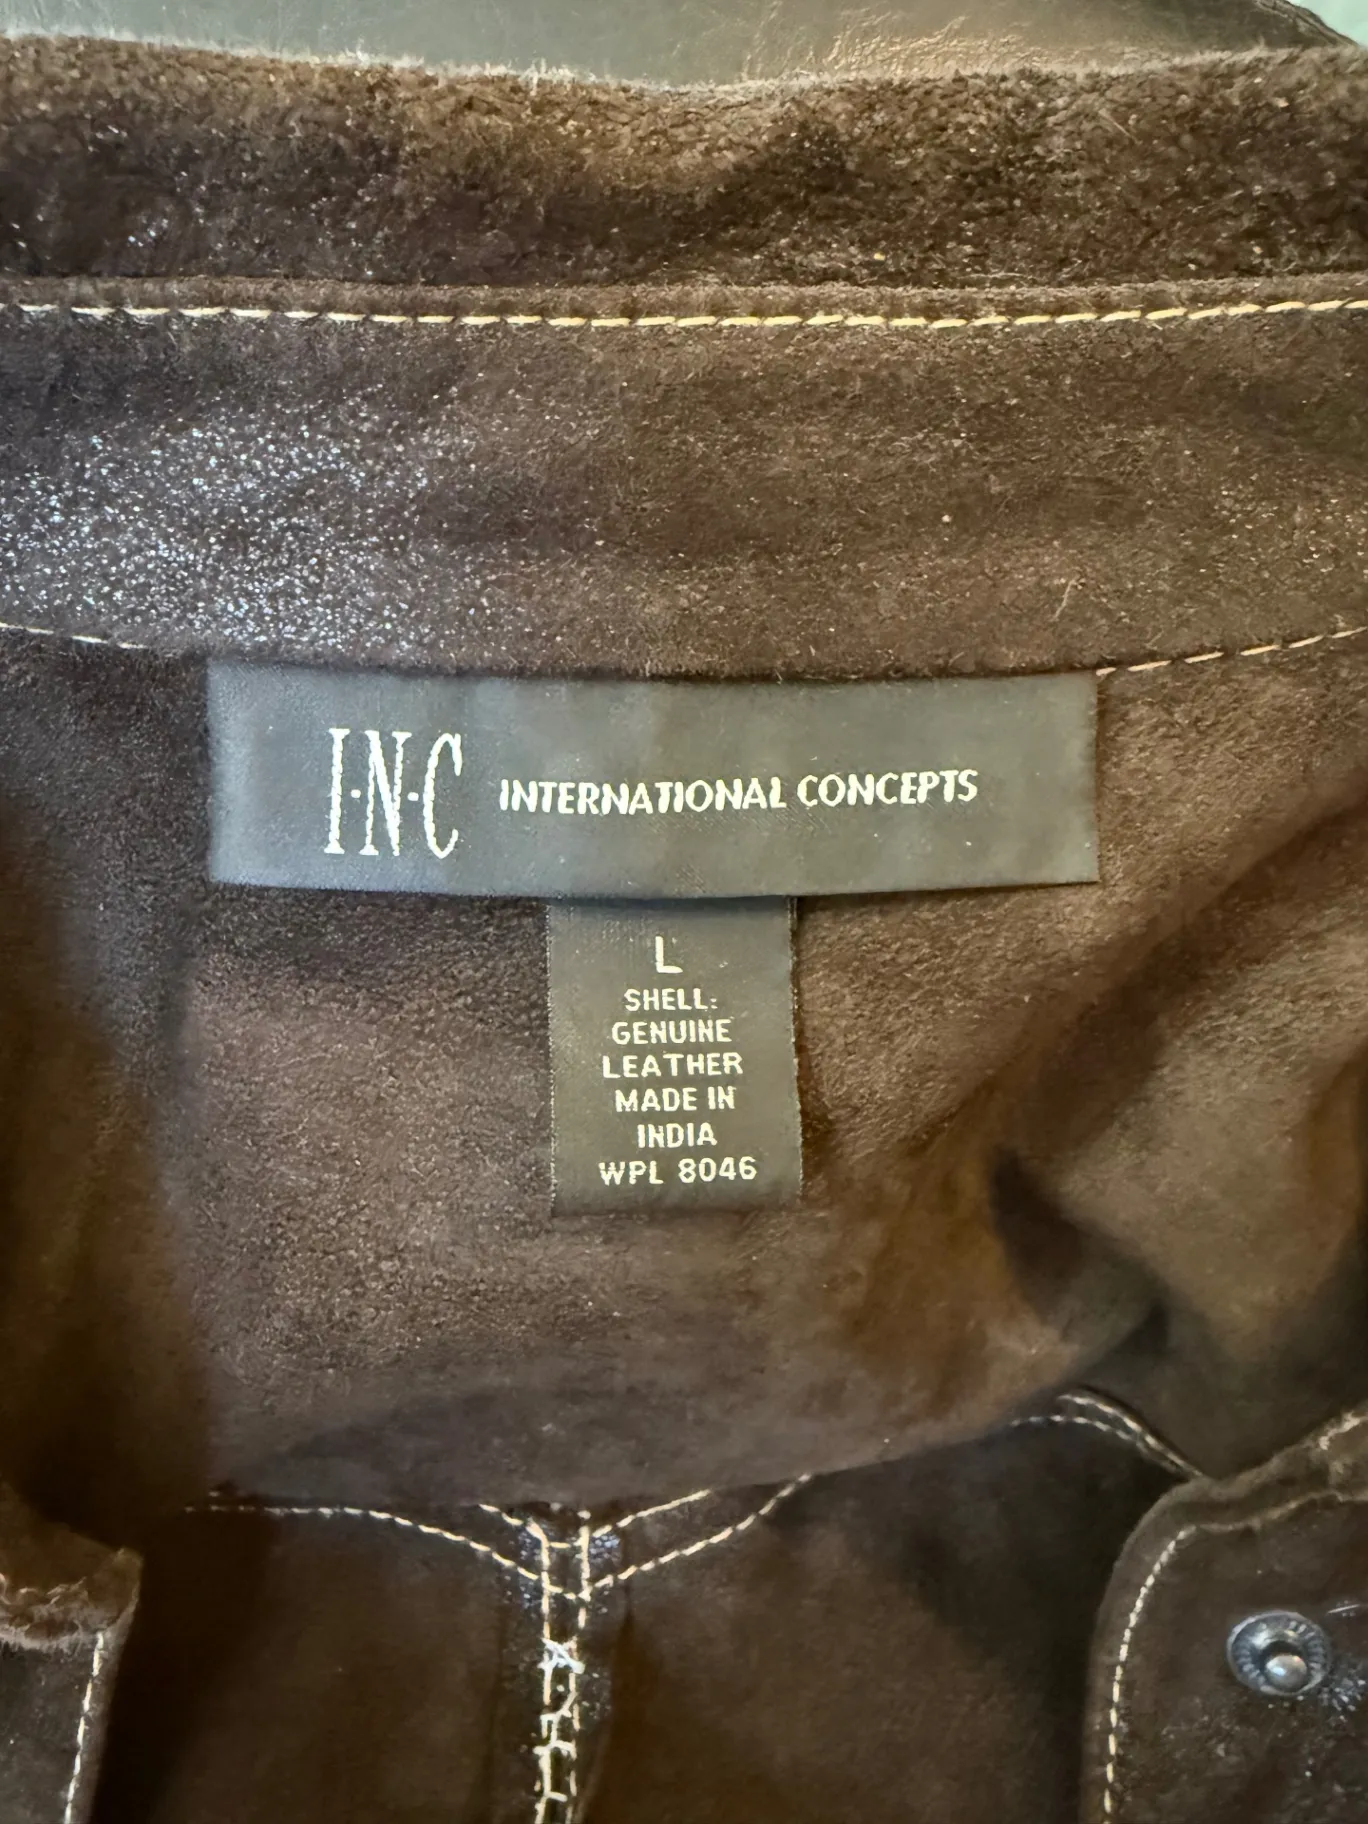 I·N·C INTERNATIONAL CONCEPTS
L
SHELL:
GENUINE
LEATHER
MADE IN
INDIA
WPL 8046